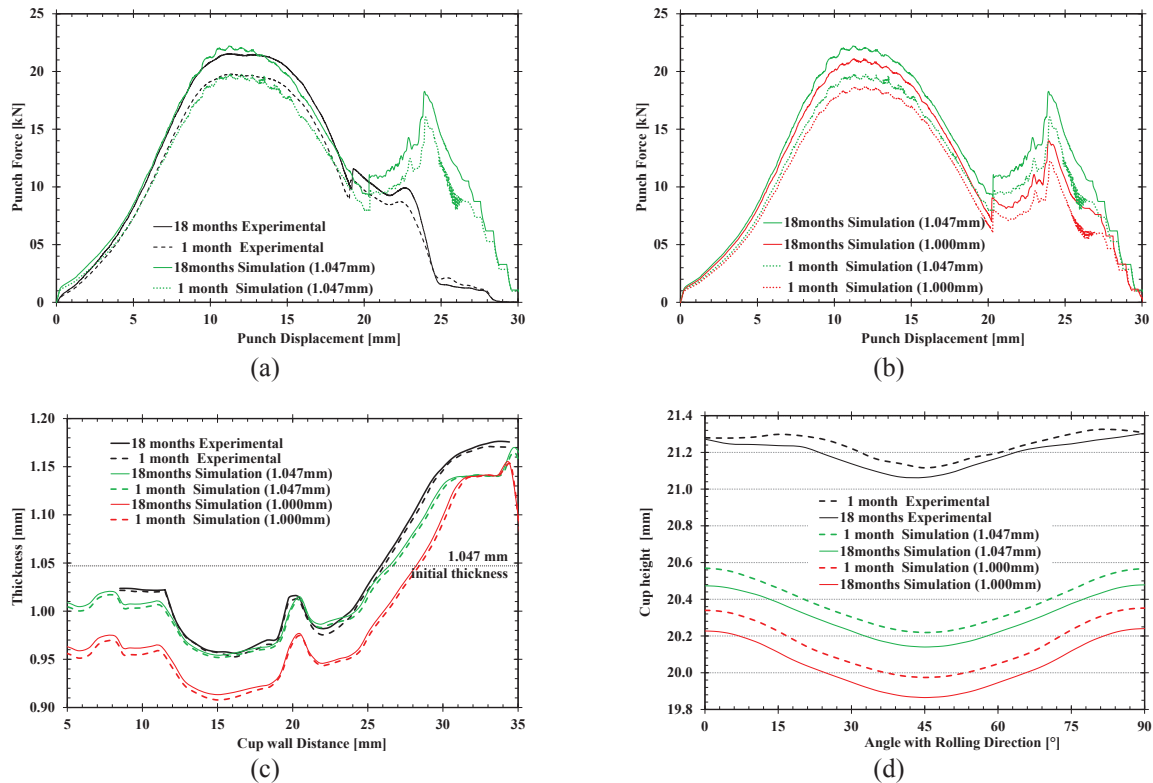 25
20
15
10
05
0
Punch Force [kN]
18 months Experimental
1 month Experimental
18months Simulation (1.047mm)
1 month Simulation (1.047mm)
0 5 10 15 20 25 30
Punch Displacement [mm]
(a)
25
20
15
10
05
0
Punch Force [kN]
18months Simulation (1.047mm)
18months Simulation (1.000mm)
1 month Simulation (1.047mm)
1 month Simulation (1.000mm)
0 5 10 15 20 25 30
Punch Displacement [mm]
(b)
1.20
1.15
1.10
1.05
1.00
0.95
0.90
Thickness [mm]
18 months Experimental
1 month Experimental
18months Simulation (1.047mm)
1 month Simulation (1.047mm)
18months Simulation (1.000mm)
1 month Simulation (1.000mm)
1.047 mm
initial thickness
5 10 15 20 25 30 35
Cup wall Distance [mm]
(c)
21.4
21.2
21.0
20.8
20.6
20.4
20.2
20.0
19.8
Cup height [mm]
1 month Experimental
18 months Experimental
1 month Simulation (1.047mm)
18months Simulation (1.047mm)
1 month Simulation (1.000mm)
18months Simulation (1.000mm)
0 15 30 45 60 75 90
Angle with Rolling Direction [°]
(d)